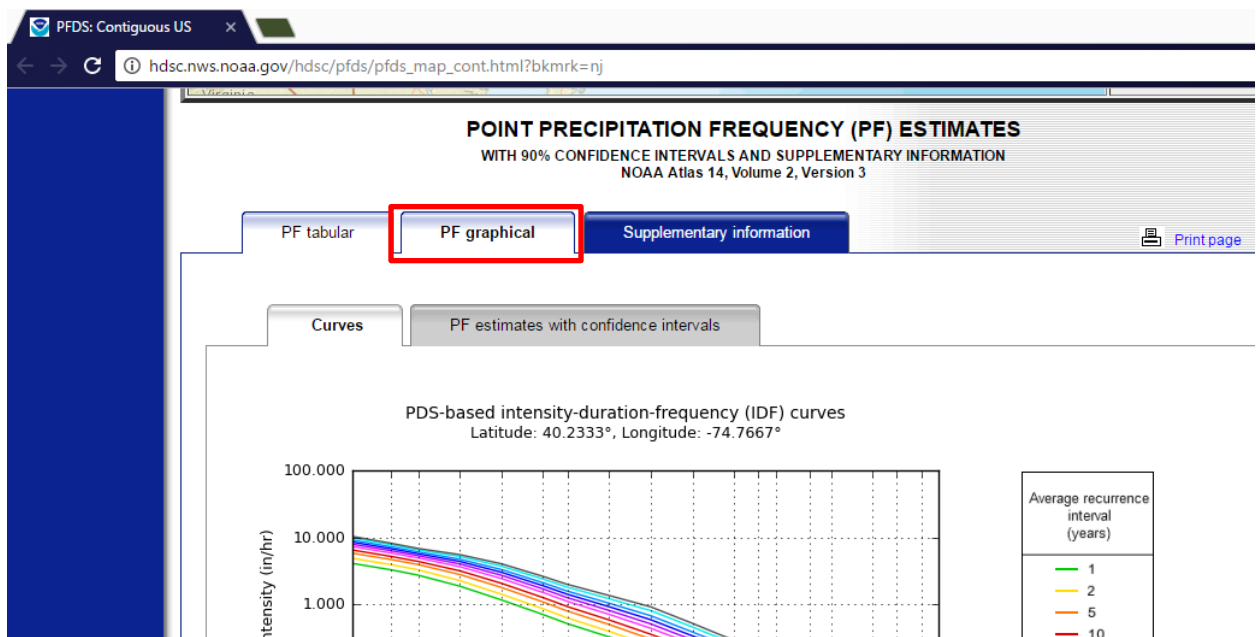 PFDS: Contiguous US
hdsc.nws.noaa.gov/hdsc/pfds/pfds_map_cont.html?bkmrk=nj
Virginia
POINT PRECIPITATION FREQUENCY (PF) ESTIMATES
WITH 90% CONFIDENCE INTERVALS AND SUPPLEMENTARY INFORMATION
NOAA Atlas 14, Volume 2, Version 3
PF tabular
PF graphical
Supplementary information
Print page
Curves
PF estimates with confidence intervals
PDS-based intensity-duration-frequency (IDF) curves
Latitude: 40.2333°, Longitude: -74.7667°
100.000
10.000
1.000
Average recurrence
interval
(years)
1
2
5
10